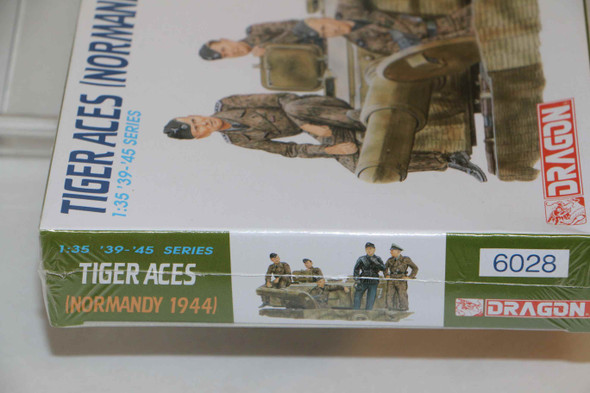 TIGER ACES (NORMAND
1:35 '39-'45 SERIES
DRAGON
1:35 '39-'45 SERIES
TIGER ACES
(NORMANDY 1944)
6028
DRAGON